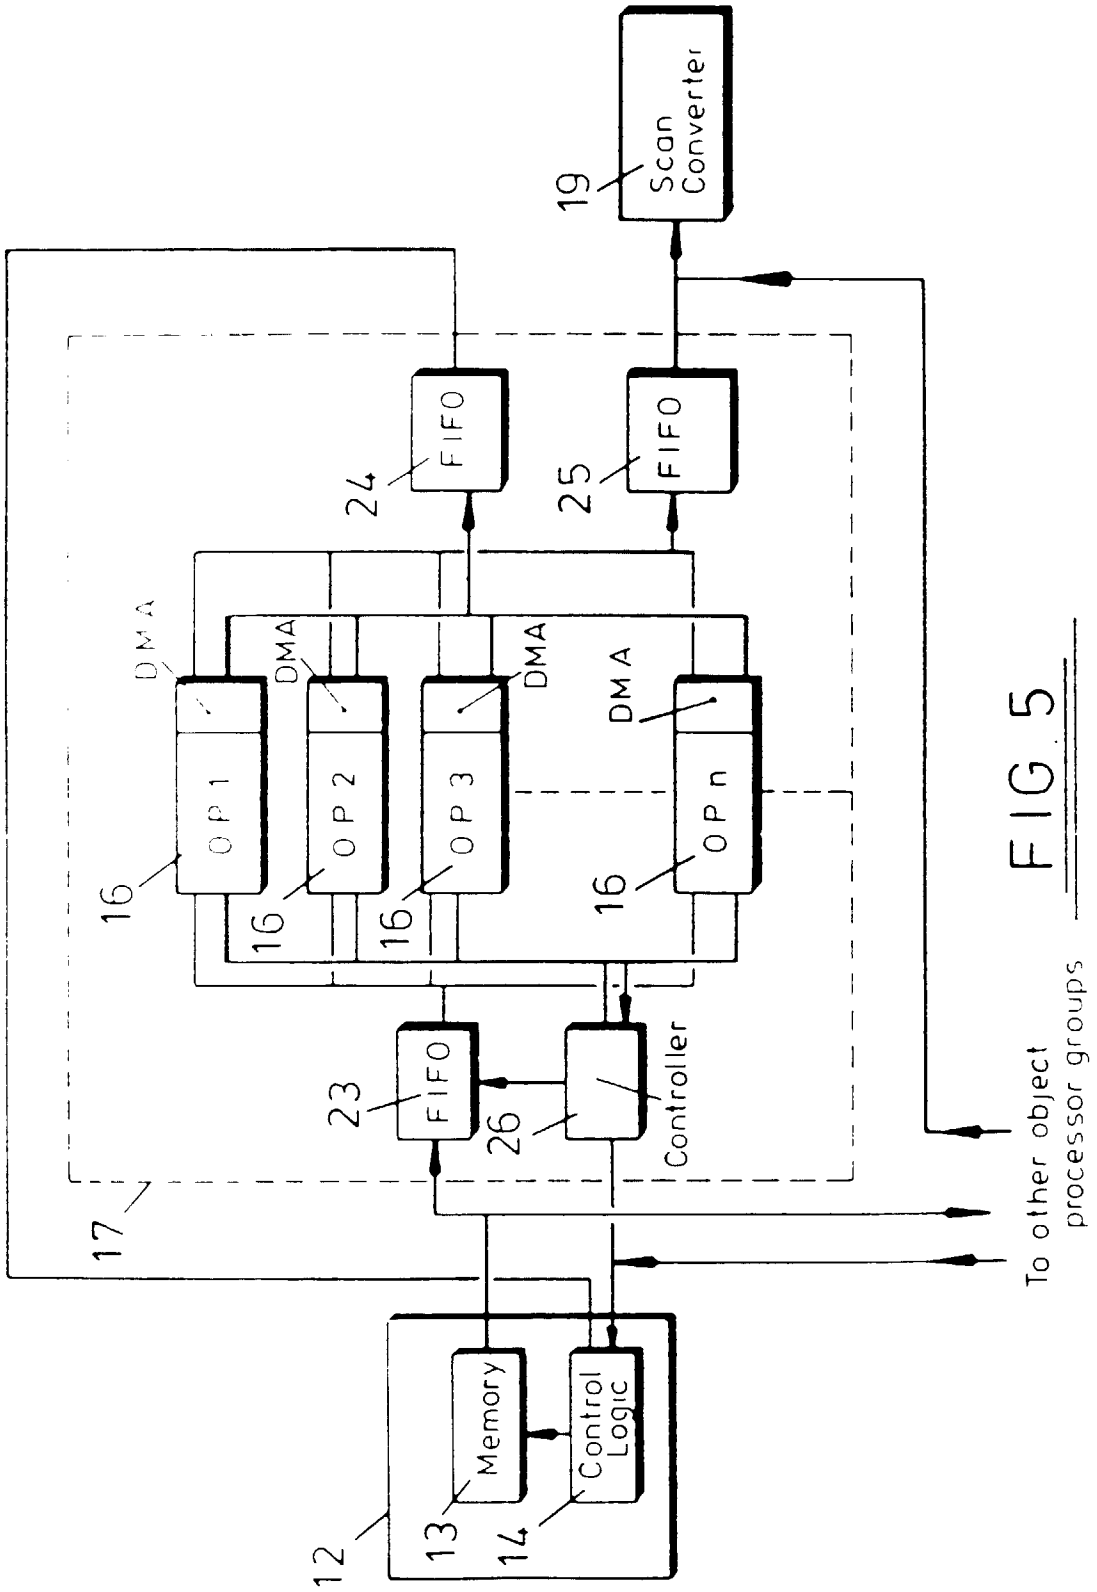 12
13
Memory
14
Control
Logic
17
23
FIFO
26
Controller
16
OP1
DMA
16
OP2
DMA
16
OP3
DMA
16
OPn
DMA
24
FIFO
25
FIFO
19
Scan
Converter
To other object
processor groups
FIG. 5